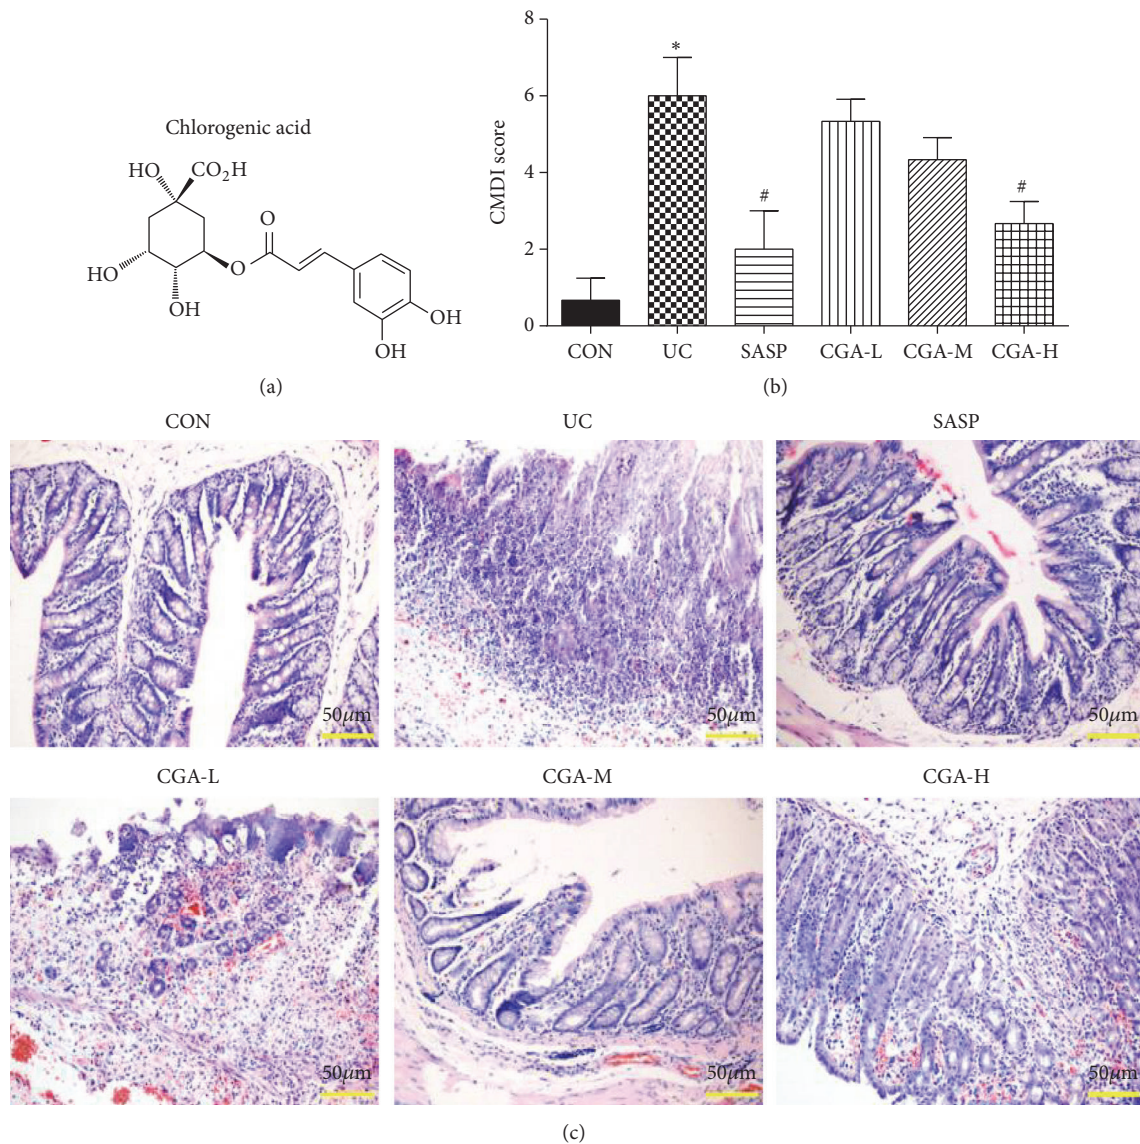 Chlorogenic acid
HO
CO₂H
O
HO
O
OH
OH
OH
(a)
CMDI score
8
6
4
2
0
*
#
#
CON UC SASP CGA-L CGA-M CGA-H
(b)
CON UC SASP
50μm 50μm 50μm
CGA-L CGA-M CGA-H
50μm 50μm 50μm
(c)